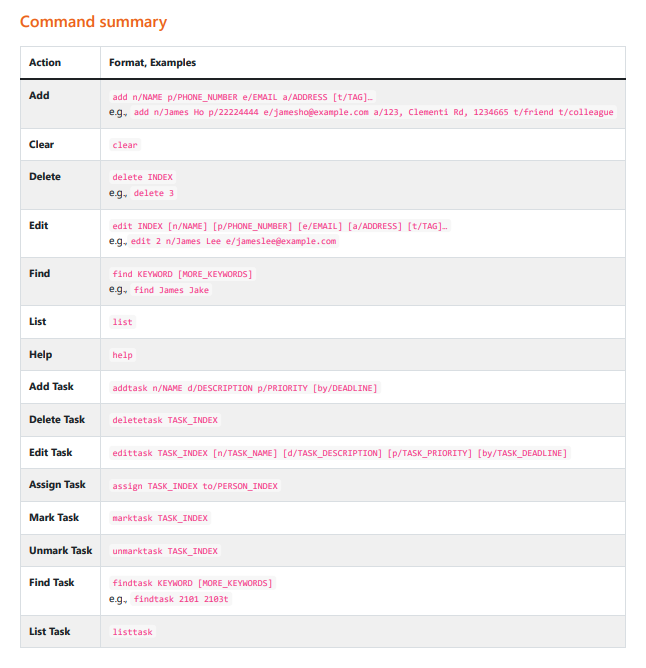 Command summary
Action Format, Examples
Add add n/NAME p/PHONE_NUMBER e/EMAIL a/ADDRESS [t/TAG]…
e.g., add n/James Ho p/22224444 e/jamesho@example.com a/123, Clementi Rd, 1234665 t/friend t/colleague
Clear clear
Delete delete INDEX
e.g., delete 3
Edit edit INDEX [n/NAME] [p/PHONE_NUMBER] [e/EMAIL] [a/ADDRESS] [t/TAG]…
e.g., edit 2 n/James Lee e/jameslee@example.com
Find find KEYWORD [MORE_KEYWORDS]
e.g., find James Jake
List list
Help help
Add Task addtask n/NAME d/DESCRIPTION p/PRIORITY [by/DEADLINE]
Delete Task deletetask TASK_INDEX
Edit Task edittask TASK_INDEX [n/TASK_NAME] [d/TASK_DESCRIPTION] [p/TASK_PRIORITY] [by/TASK_DEADLINE]
Assign Task assign TASK_INDEX to/PERSON_INDEX
Mark Task marktask TASK_INDEX
Unmark Task unmarktask TASK_INDEX
Find Task findtask KEYWORD [MORE_KEYWORDS]
e.g., findtask 2101 2103t
List Task listtask